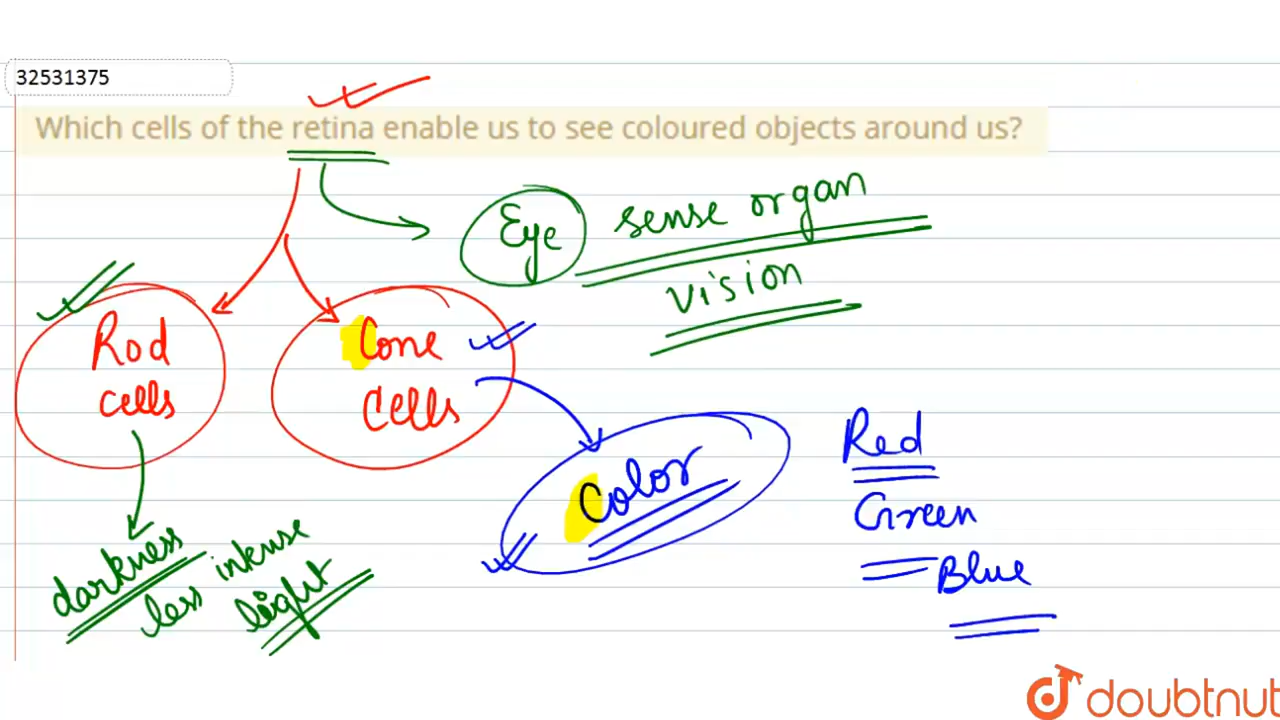 32531375
Which cells of the retina enable us to see coloured objects around us?
Eye sense organ
vision
Rod
cells
Cone
Cells
Color
Red
Green
Blue
darkness
less intense
light
doubtnut